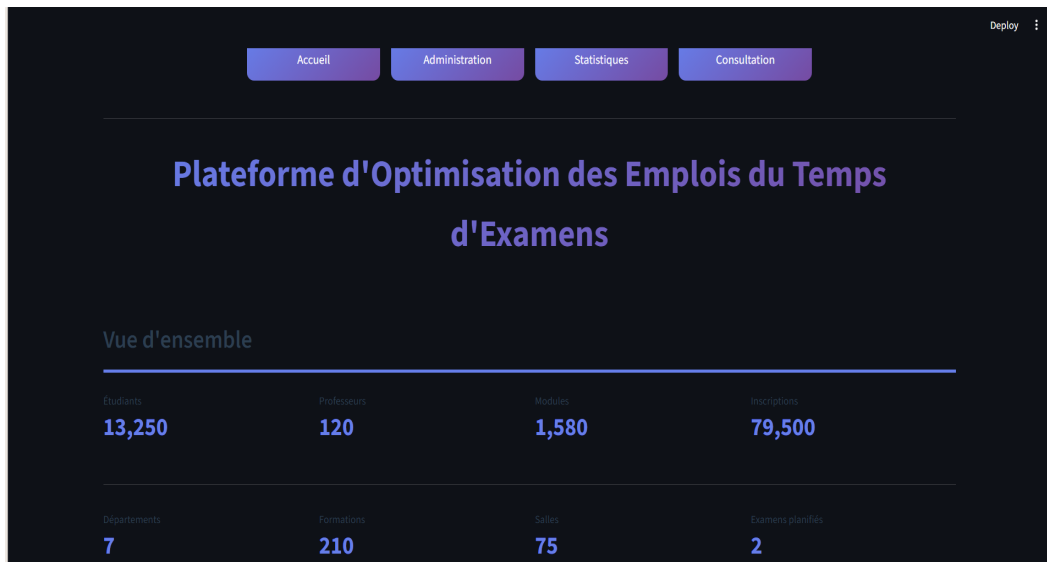 Deploy
Accueil Administration Statistiques Consultation
Plateforme d'Optimisation des Emplois du Temps
d'Examens
Vue d'ensemble
Étudiants Professeurs Modules Inscriptions
13,250 120 1,580 79,500
Départements Formations Salles Examens planifiés
7 210 75 2